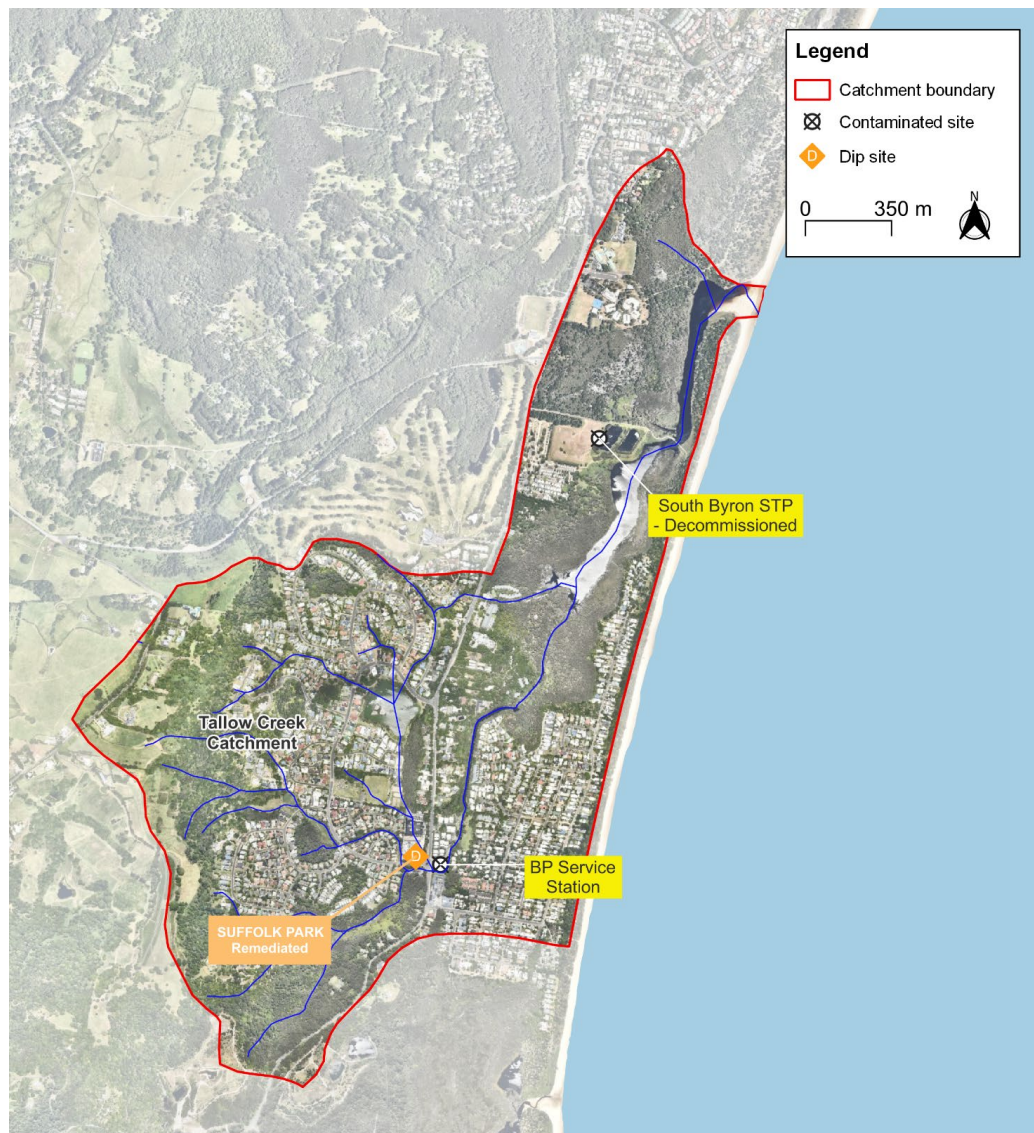 Legend
Catchment boundary
Contaminated site
D
Dip site
0 350 m
N
South Byron STP
- Decommissioned
Tallow Creek
Catchment
D
BP Service
Station
SUFFOLK PARK
Remediated